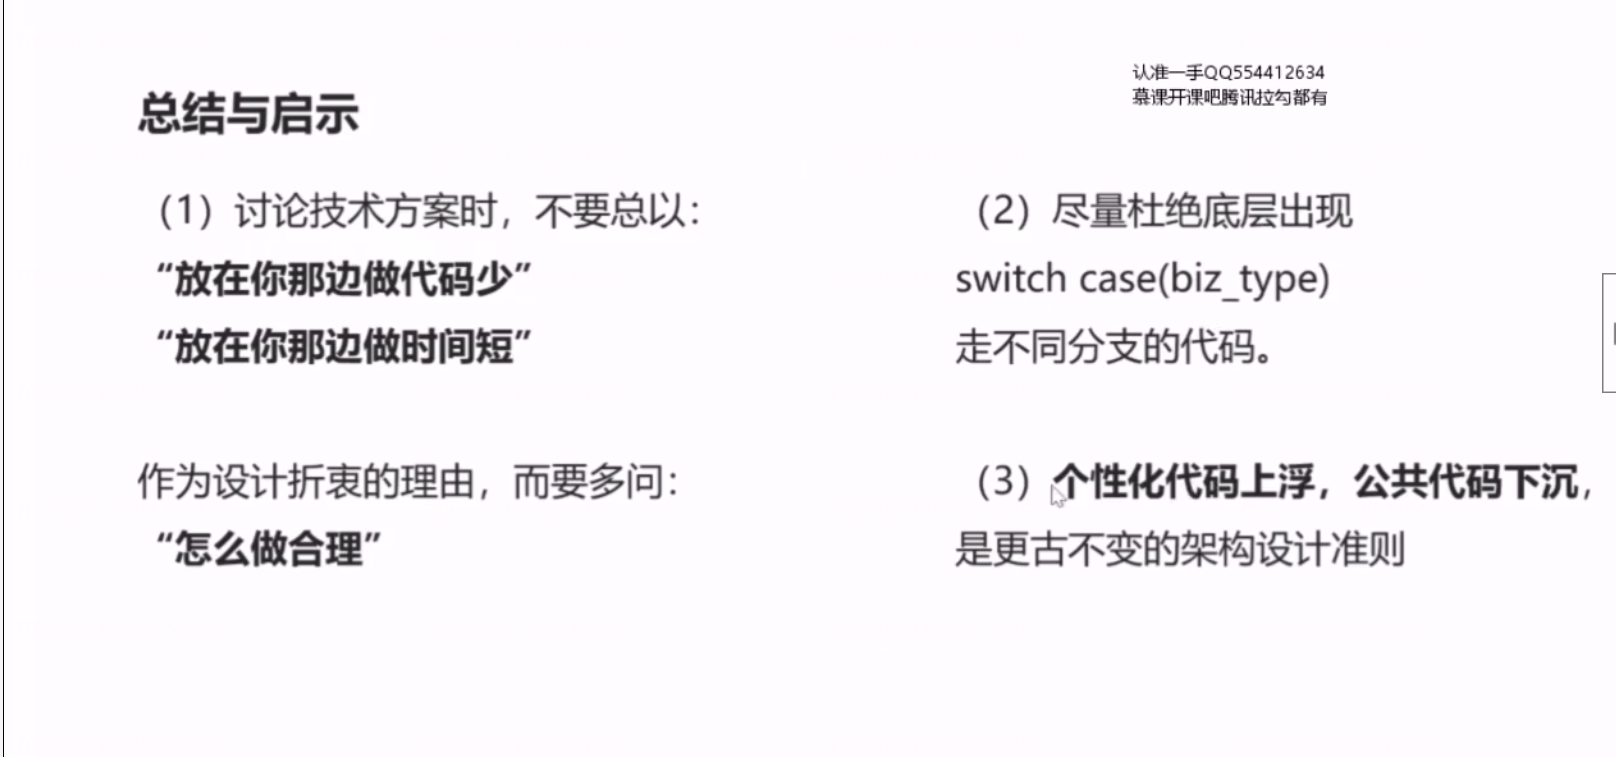 认准一手QQ554412634
慕课开课吧腾讯拉勾都有
总结与启示
（1）讨论技术方案时，不要总以：
“放在你那边做代码少”
“放在你那边做时间短”
作为设计折衷的理由，而要多问：
“怎么做合理”
（2）尽量杜绝底层出现
switch case(biz_type)
走不同分支的代码。
（3）个性化代码上浮，公共代码下沉，
是更古不变的架构设计准则